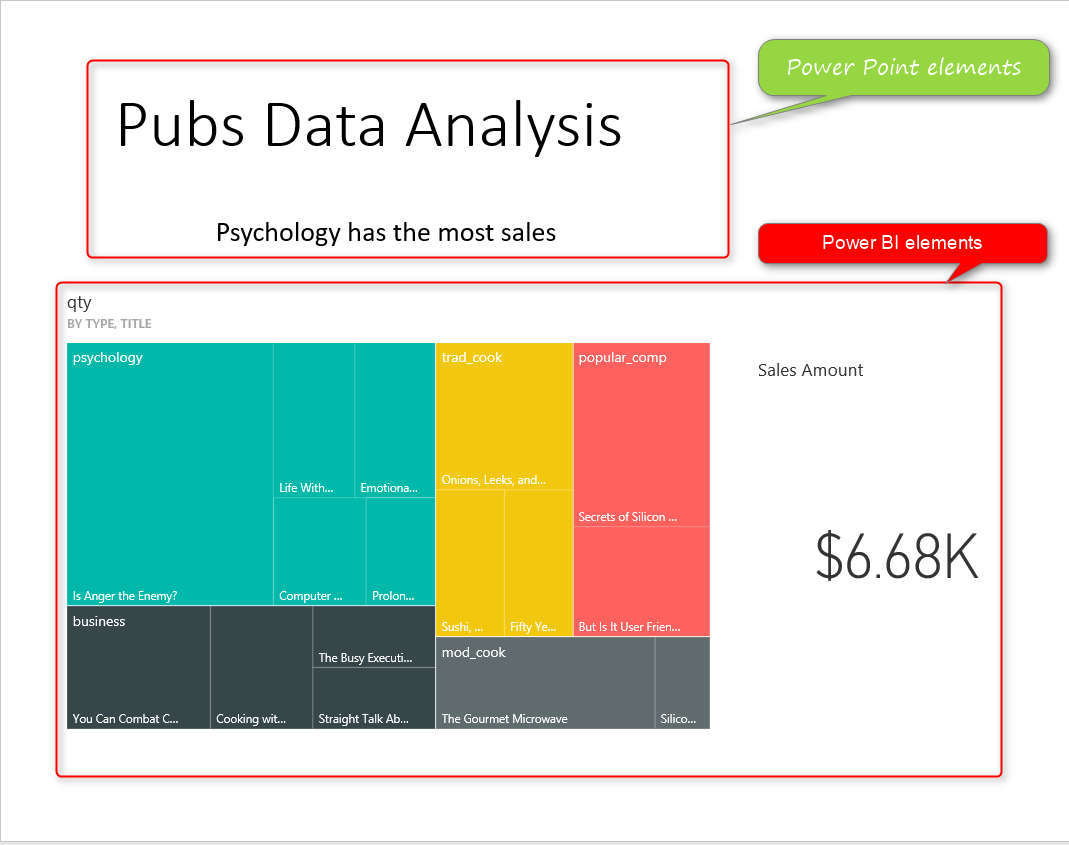 Power Point elements
Pubs Data Analysis
Psychology has the most sales
Power BI elements
qty
BY TYPE, TITLE
psychology
Life With...
Emotiona...
Is Anger the Enemy?
Computer ...
Prolon...
trad_cook
Onions, Leeks, and...
Sushi, ...
Fifty Ye...
popular_comp
Secrets of Silicon ...
But Is It User Frien...
business
You Can Combat C...
Cooking wit...
The Busy Executi...
Straight Talk Ab...
mod_cook
The Gourmet Microwave
Silico...
Sales Amount
$6.68K